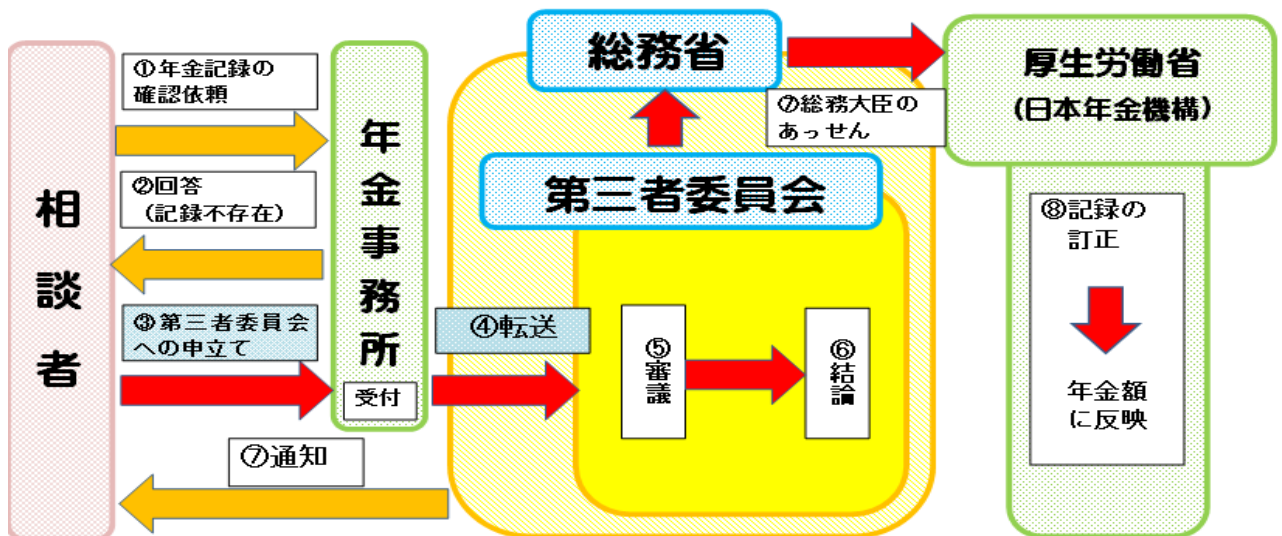 総務省
厚生労働省
(日本年金機構)
①年金記録の
確認依頼
⑦総務大臣の
あっせん
年金事務所
第三者委員会
②回答
(記録不存在)
相談者
⑧記録の
訂正
③第三者委員会
への申立て
④転送
⑤審議
⑥結論
受付
年金額
に反映
⑦通知